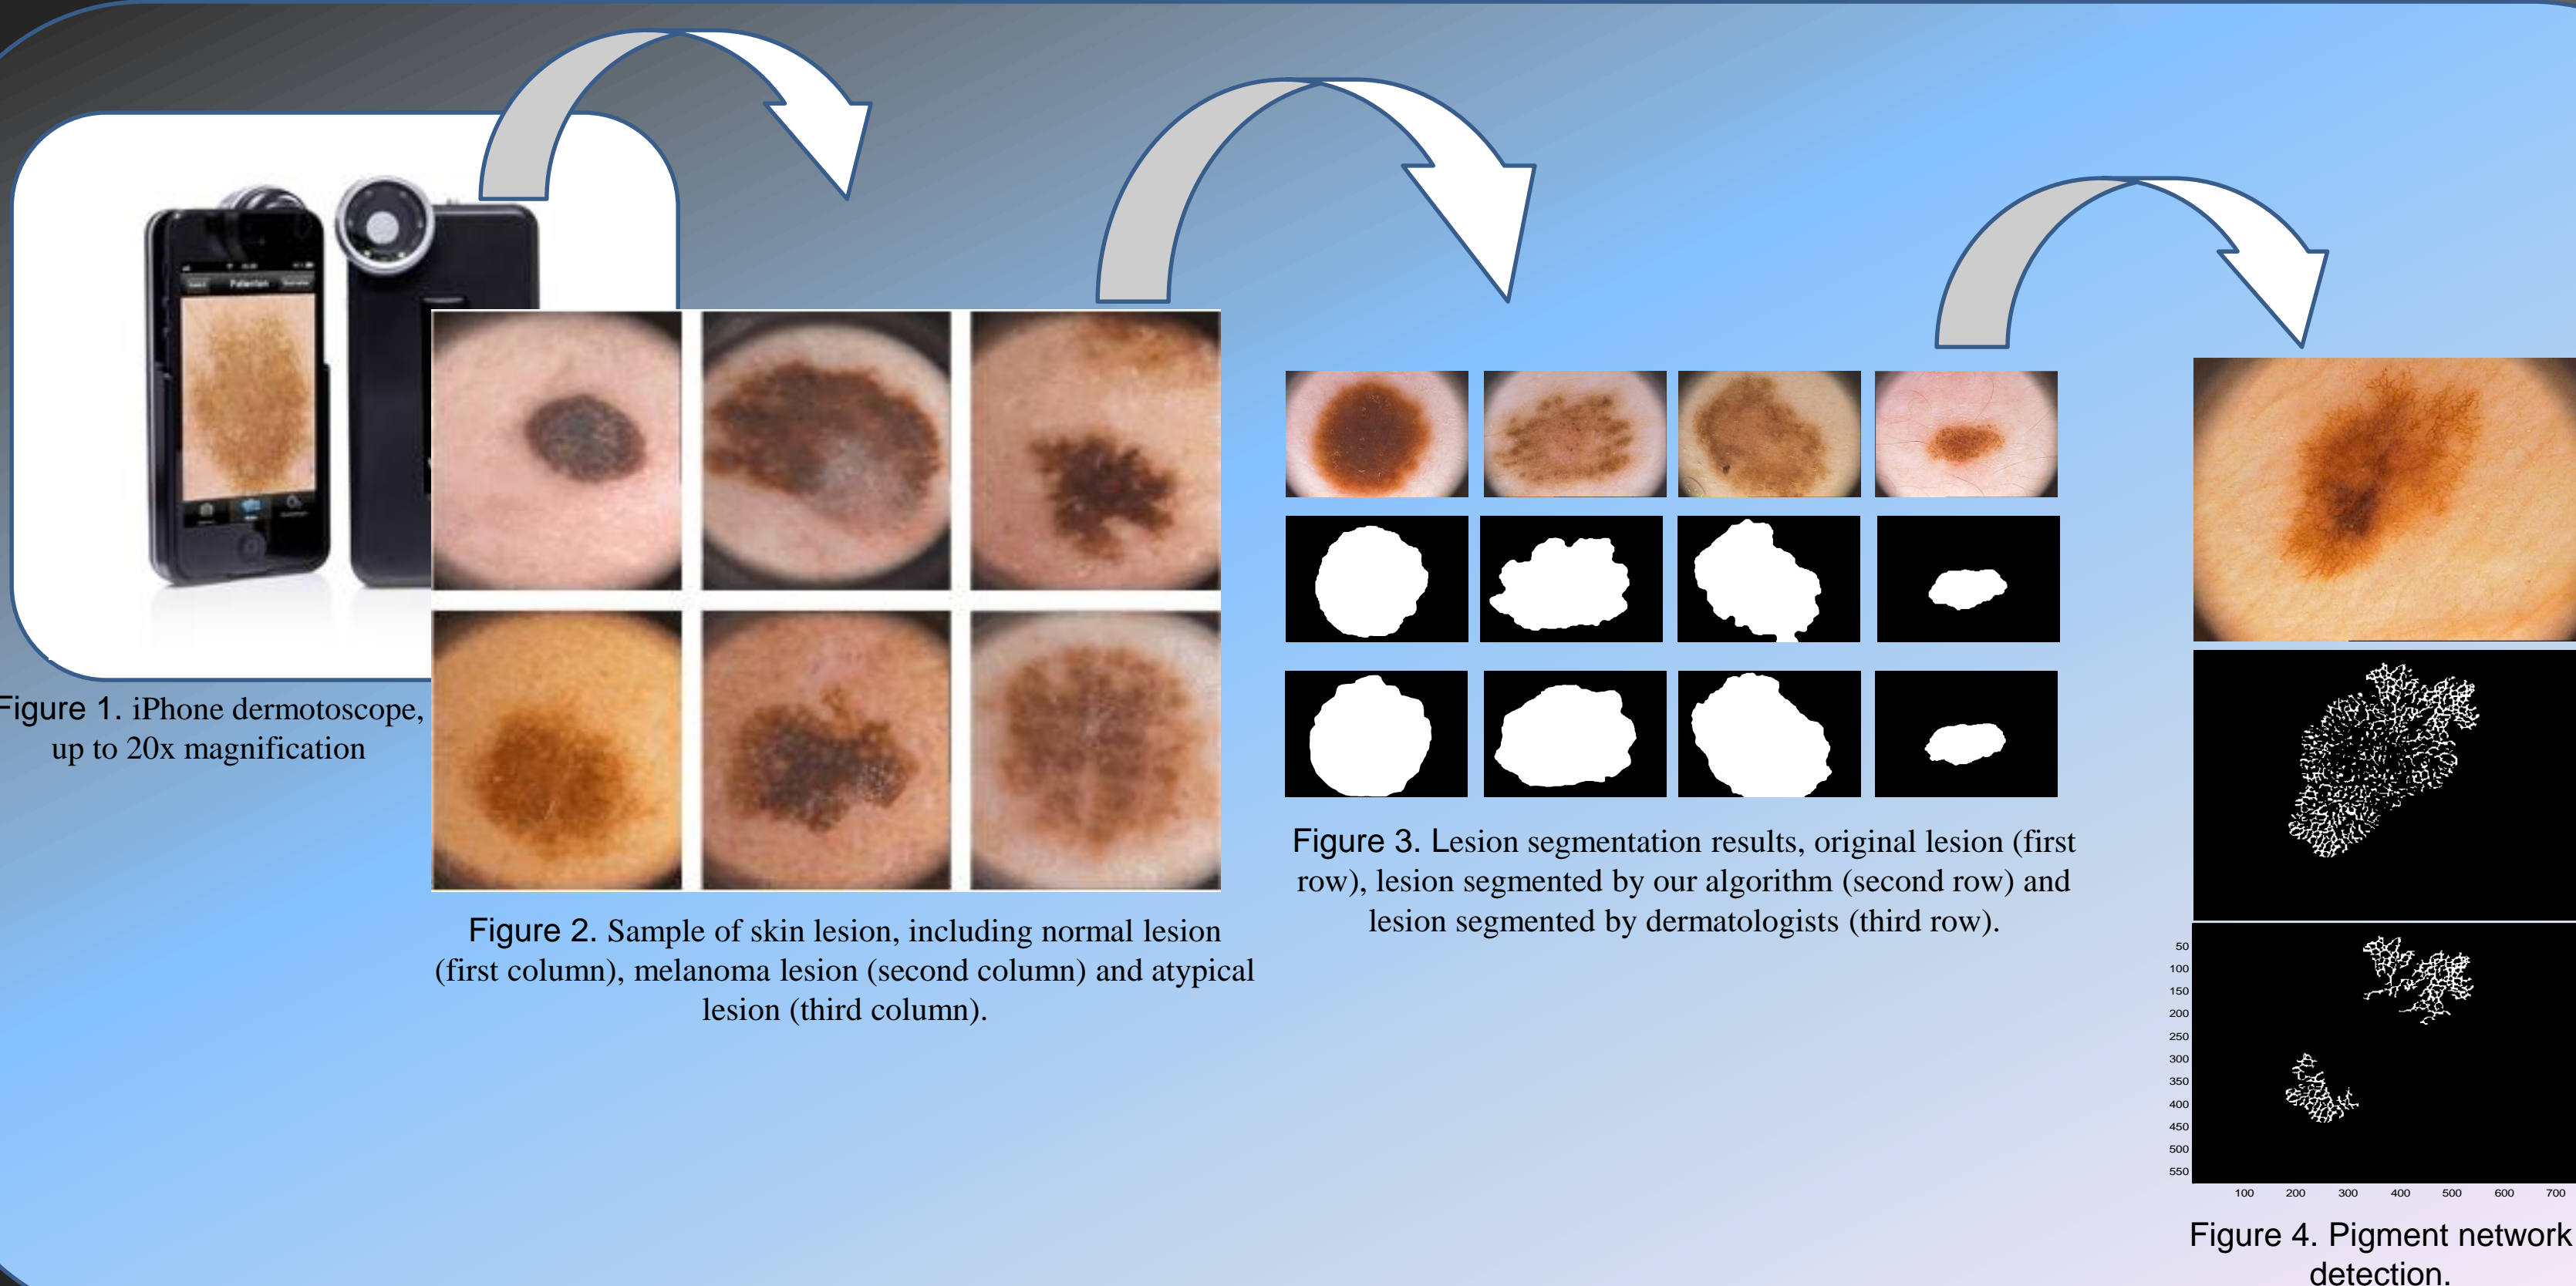 Patienten
Figure 1. iPhone dermotoscope,
up to 20x magnification
Figure 2. Sample of skin lesion, including normal lesion
(first column), melanoma lesion (second column) and atypical
lesion (third column).
Figure 3. Lesion segmentation results, original lesion (first
row), lesion segmented by our algorithm (second row) and
lesion segmented by dermatologists (third row).
50
100
150
200
250
300
350
400
450
500
550
100 200 300 400 500 600 700
Figure 4. Pigment network
detection.